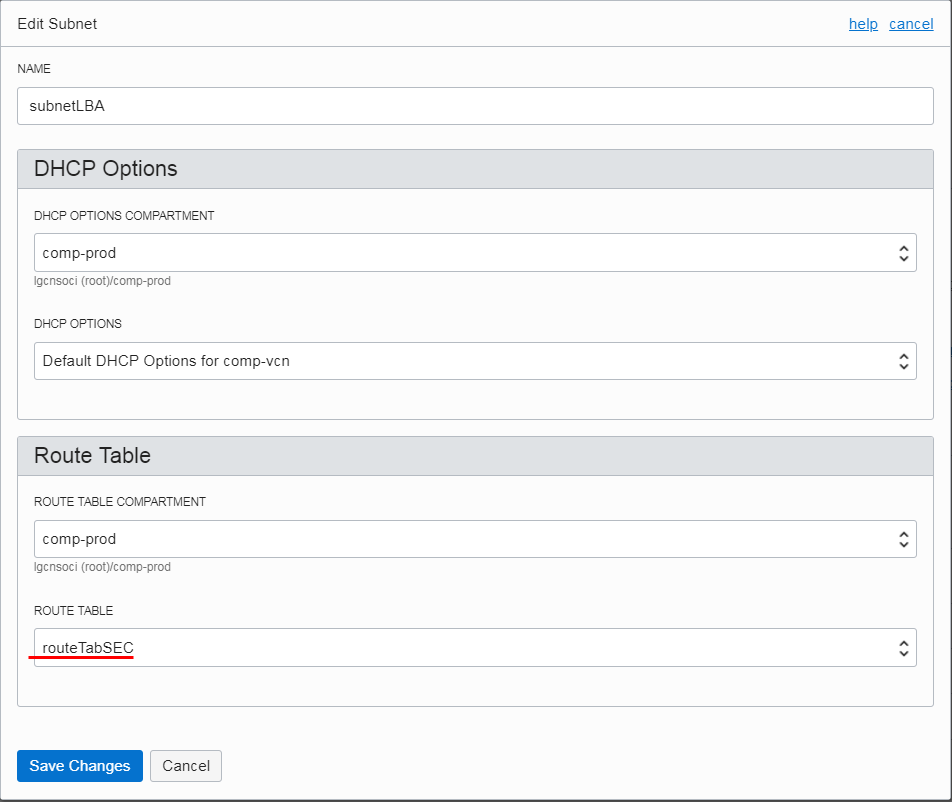 Edit Subnet
help cancel
NAME
subnetLBA
DHCP Options
DHCP OPTIONS COMPARTMENT
comp-prod
lgcnsoci (root)/comp-prod
DHCP OPTIONS
Default DHCP Options for comp-vcn
Route Table
ROUTE TABLE COMPARTMENT
comp-prod
lgcnsoci (root)/comp-prod
ROUTE TABLE
routeTabSEC
Save Changes Cancel